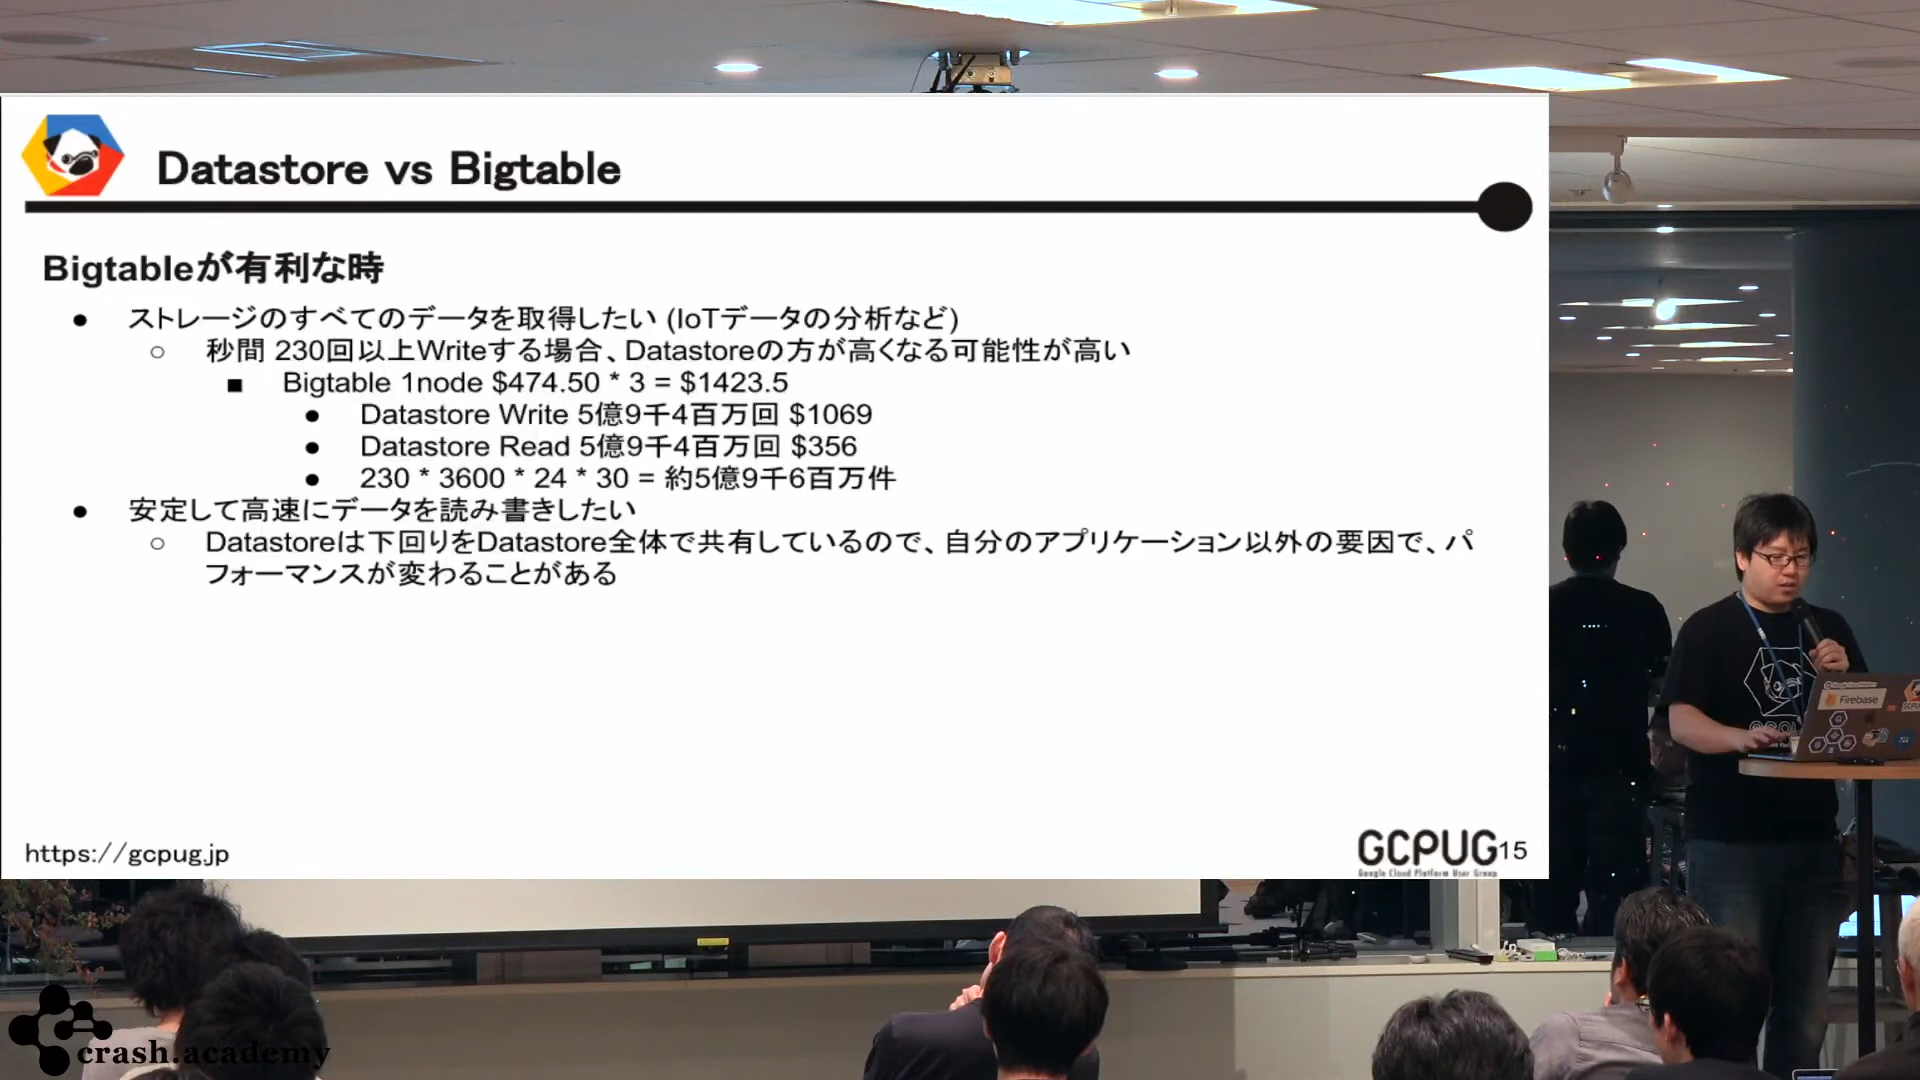 Datastore vs Bigtable
Bigtableが有利な時
● ストレージのすべてのデータを取得したい (IoTデータの分析など)
○ 秒間 230回以上Writeする場合、Datastoreの方が高くなる可能性が高い
■ Bigtable 1node $474.50 * 3 = $1423.5
● Datastore Write 5億9千4百万回 $1069
● Datastore Read 5億9千4百万回 $356
● 230 * 3600 * 24 * 30 = 約5億9千6百万件
● 安定して高速にデータを読み書きしたい
○ Datastoreは下回りをDatastore全体で共有しているので、自分のアプリケーション以外の要因で、パ
フォーマンスが変わることがある
https://gcpug.jp
GCPUG 15
Google Cloud Platform User Group
Firebase
crash.academy